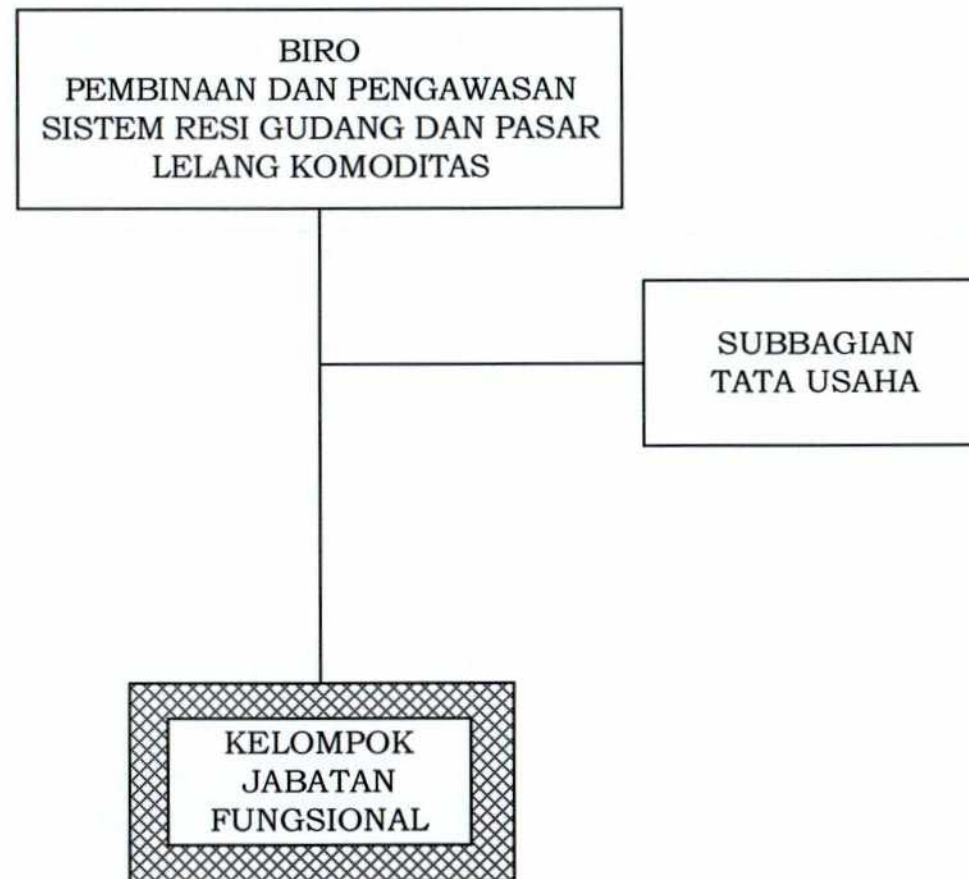 BIRO
PEMBINAAN DAN PENGAWASAN
SISTEM RESI GUDANG DAN PASAR
LELANG KOMODITAS
SUBBAGIAN
TATA USAHA
KELOMPOK
JABATAN
FUNGSIONAL